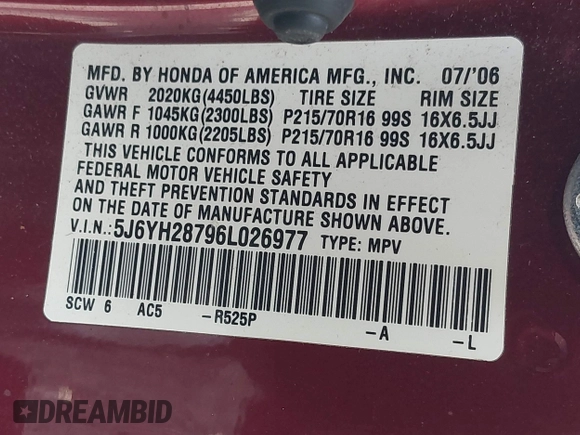 MFD. BY HONDA OF AMERICA MFG., INC. 07/'06
GVWR 2020KG(4450LBS) TIRE SIZE RIM SIZE
GAWR F 1045KG(2300LBS) P215/70R16 99S 16X6.5JJ
GAWR R 1000KG(2205LBS) P215/70R16 99S 16X6.5JJ
THIS VEHICLE CONFORMS TO ALL APPLICABLE
FEDERAL MOTOR VEHICLE SAFETY
AND THEFT PREVENTION STANDARDS IN EFFECT
ON THE DATE OF MANUFACTURE SHOWN ABOVE.
V.I.N.:5J6YH28796L026977 TYPE: MPV
SCW 6 AC5 -R525P -A -L
DREAMBID